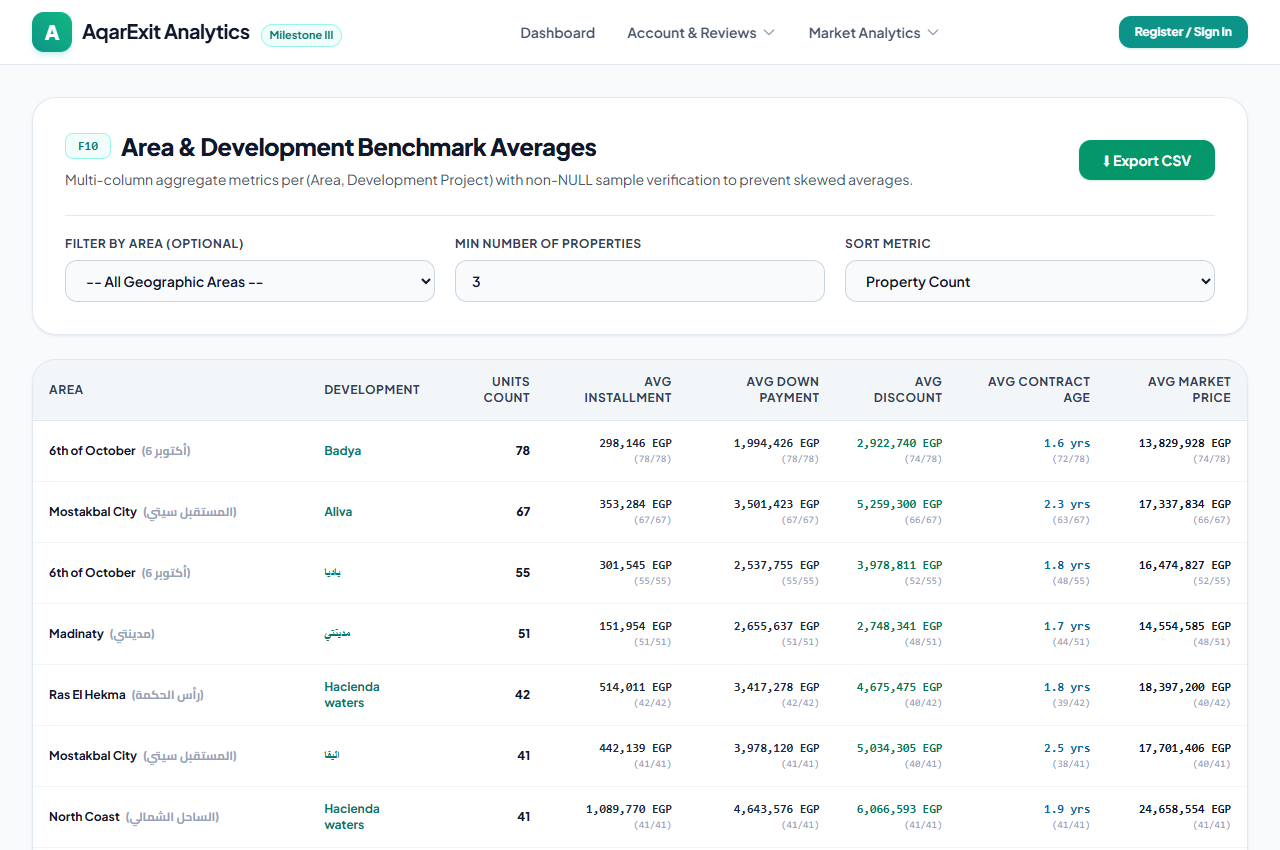 A AqarExit Analytics Milestone III Dashboard Account & Reviews Market Analytics Register / Sign In
F10 Area & Development Benchmark Averages
Multi-column aggregate metrics per (Area, Development Project) with non-NULL sample verification to prevent skewed averages.
⬇ Export CSV
FILTER BY AREA (OPTIONAL) MIN NUMBER OF PROPERTIES SORT METRIC
-- All Geographic Areas -- 3 Property Count
AREA DEVELOPMENT UNITS COUNT AVG INSTALLMENT AVG DOWN PAYMENT AVG DISCOUNT AVG CONTRACT AGE AVG MARKET PRICE
6th of October (6 أكتوبر) Badya 78 298,146 EGP 1,994,426 EGP 2,922,740 EGP 1.6 yrs 13,829,928 EGP
(78/78) (78/78) (74/78) (72/78) (74/78)
Mostakbal City (المستقبل سيتي) Aliva 67 353,284 EGP 3,501,423 EGP 5,259,300 EGP 2.3 yrs 17,337,834 EGP
(67/67) (67/67) (66/67) (63/67) (66/67)
6th of October (6 أكتوبر) باديا 55 301,545 EGP 2,537,755 EGP 3,978,811 EGP 1.8 yrs 16,474,827 EGP
(55/55) (55/55) (52/55) (48/55) (52/55)
Madinaty (مدينتي) مدينتي 51 151,954 EGP 2,655,637 EGP 2,748,341 EGP 1.7 yrs 14,554,585 EGP
(51/51) (51/51) (48/51) (44/51) (48/51)
Ras El Hekma (رأس الحكمة) Hacienda waters 42 514,011 EGP 3,417,278 EGP 4,675,475 EGP 1.8 yrs 18,397,200 EGP
(42/42) (42/42) (40/42) (39/42) (40/42)
Mostakbal City (المستقبل سيتي) اليفا 41 442,139 EGP 3,978,120 EGP 5,034,305 EGP 2.5 yrs 17,701,406 EGP
(41/41) (41/41) (40/41) (38/41) (40/41)
North Coast (الساحل الشمالي) Hacienda waters 41 1,089,770 EGP 4,643,576 EGP 6,066,593 EGP 1.9 yrs 24,658,554 EGP
(41/41) (41/41) (41/41) (41/41) (41/41)